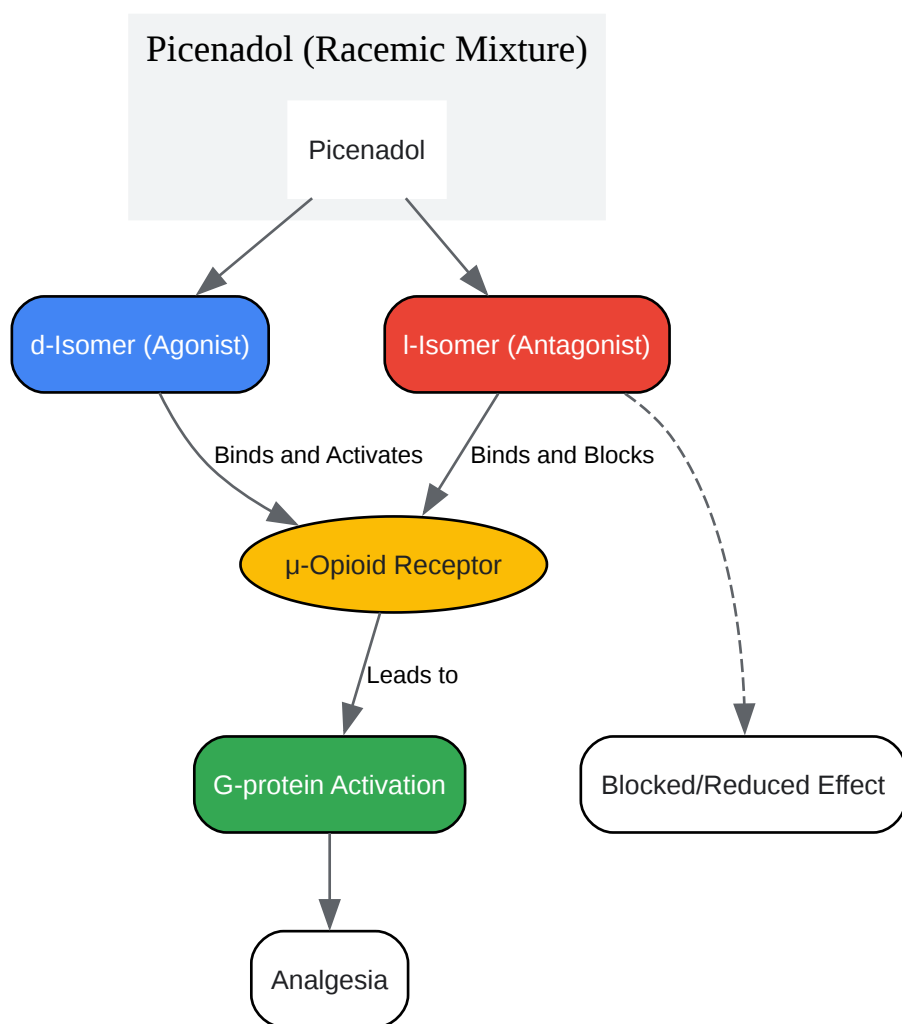 Picenadol (Racemic Mixture)
Picenadol
d-Isomer (Agonist)
l-Isomer (Antagonist)
Binds and Activates
Binds and Blocks
μ-Opioid Receptor
Leads to
G-protein Activation
Blocked/Reduced Effect
Analgesia